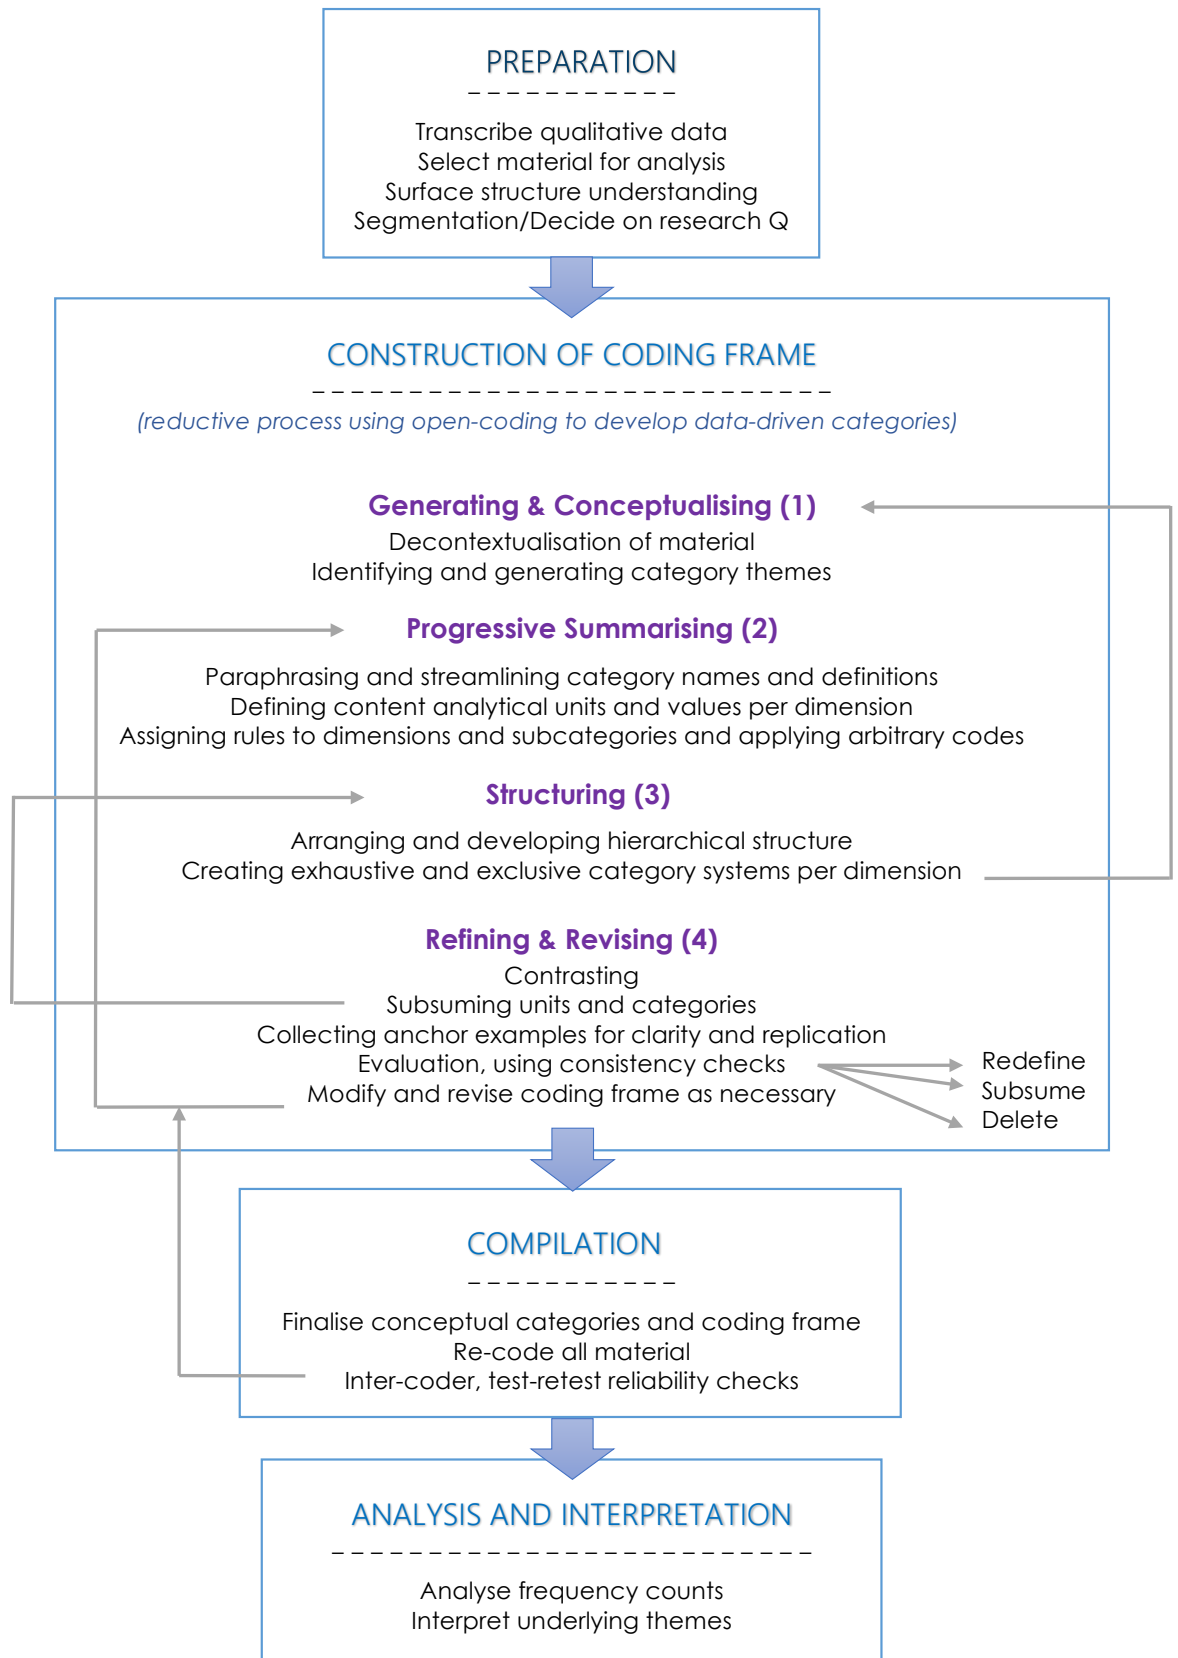 PREPARATION
Transcribe qualitative data
Select material for analysis
Surface structure understanding
Segmentation/Decide on research Q
CONSTRUCTION OF CODING FRAME
(reductive process using open-coding to develop data-driven categories)
Generating & Conceptualising (1)
Decontextualisation of material
Identifying and generating category themes
Progressive Summarising (2)
Paraphrasing and streamlining category names and definitions
Defining content analytical units and values per dimension
Assigning rules to dimensions and subcategories and applying arbitrary codes
Structuring (3)
Arranging and developing hierarchical structure
Creating exhaustive and exclusive category systems per dimension
Refining & Revising (4)
Contrasting
Subsuming units and categories
Collecting anchor examples for clarity and replication
Evaluation, using consistency checks
Modify and revise coding frame as necessary
Redefine
Subsume
Delete
COMPILATION
Finalise conceptual categories and coding frame
Re-code all material
Inter-coder, test-retest reliability checks
ANALYSIS AND INTERPRETATION
Analyse frequency counts
Interpret underlying themes